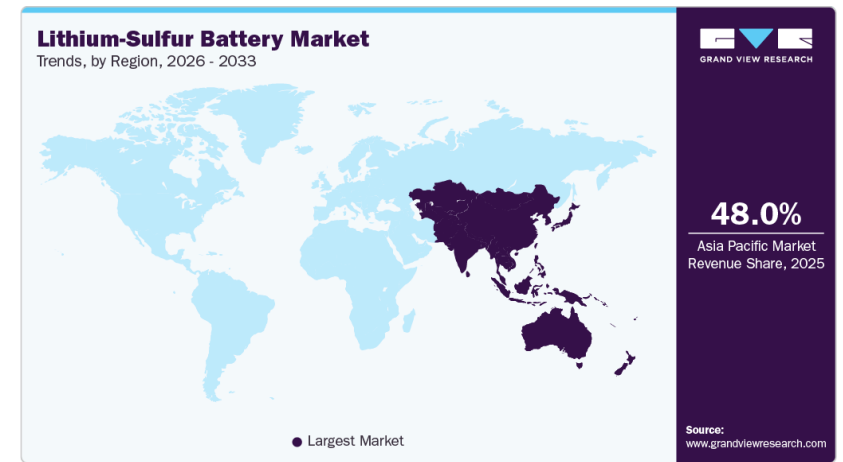 Lithium-Sulfur Battery Market
Trends, by Region, 2026 - 2033
GRAND VIEW RESEARCH
48.0%
Asia Pacific Market
Revenue Share, 2025
Largest Market
Source:
www.grandviewresearch.com